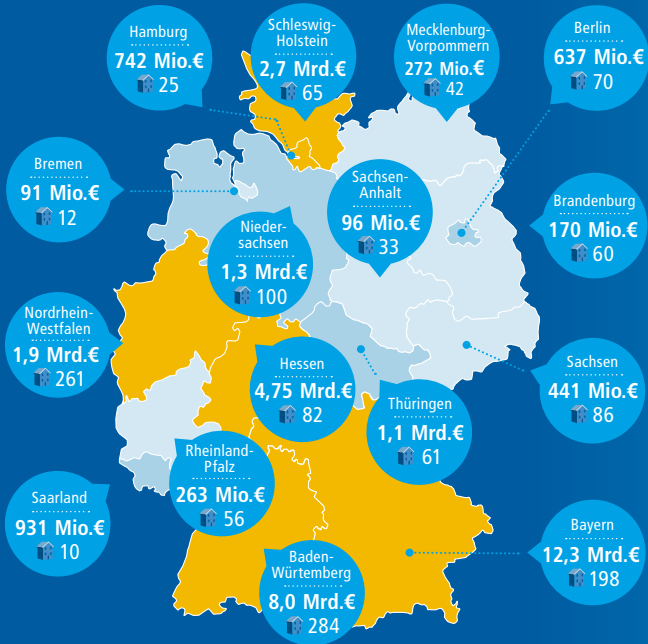 Hamburg
742 Mio.€
25
Schleswig-
Holstein
2,7 Mrd.€
65
Mecklenburg-
Vorpommern
272 Mio.€
42
Berlin
637 Mio.€
70
Bremen
91 Mio.€
12
Sachsen-
Anhalt
96 Mio.€
33
Brandenburg
170 Mio.€
60
Nieder-
sachsen
1,3 Mrd.€
100
Nordrhein-
Westfalen
1,9 Mrd.€
261
Hessen
4,75 Mrd.€
82
Thüringen
1,1 Mrd.€
61
Sachsen
441 Mio.€
86
Rheinland-
Pfalz
263 Mio.€
56
Saarland
931 Mio.€
10
Baden-
Würtemberg
8,0 Mrd.€
284
Bayern
12,3 Mrd.€
198